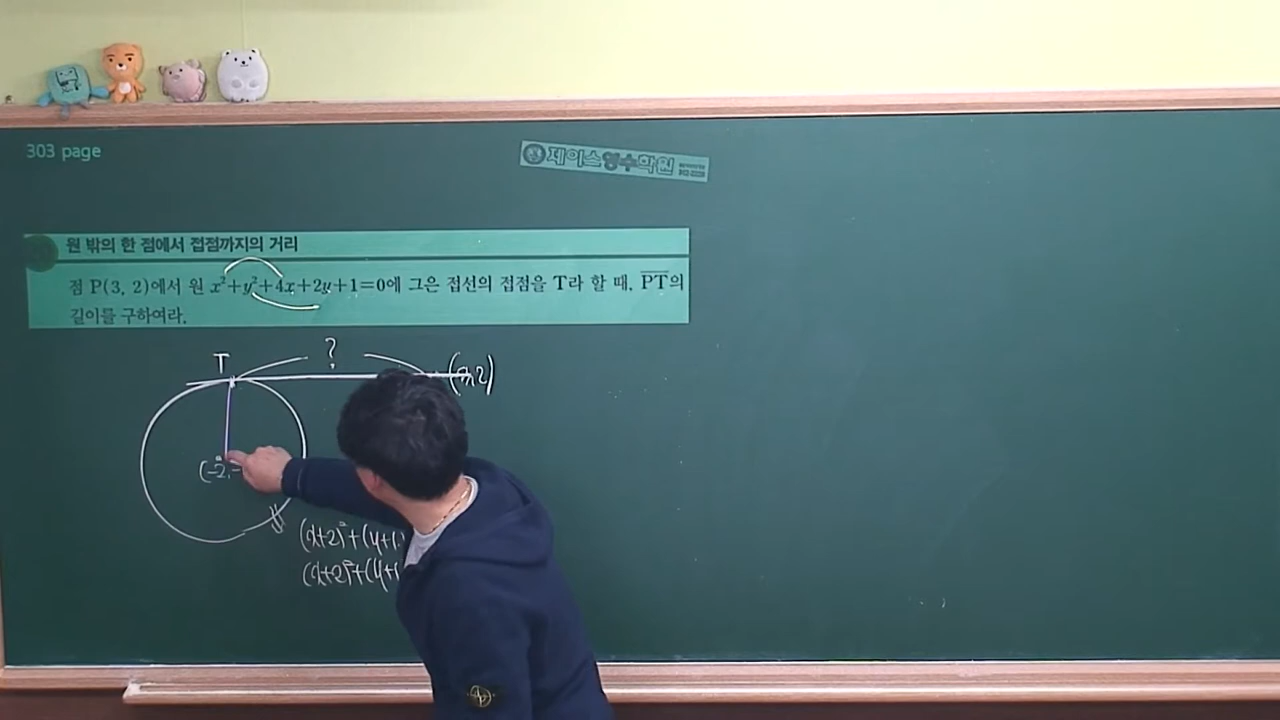 303 page
제이스영수학원
원 밖의 한 점에서 접점까지의 거리
점 P(3, 2)에서 원 x²+y²+4x+2y+1=0에 그은 접선의 접점을 T라 할 때, PT의
길이를 구하여라.
T ?
2)
(-2,-
(x+2)²+(y+1
(x+2)²+(y+1